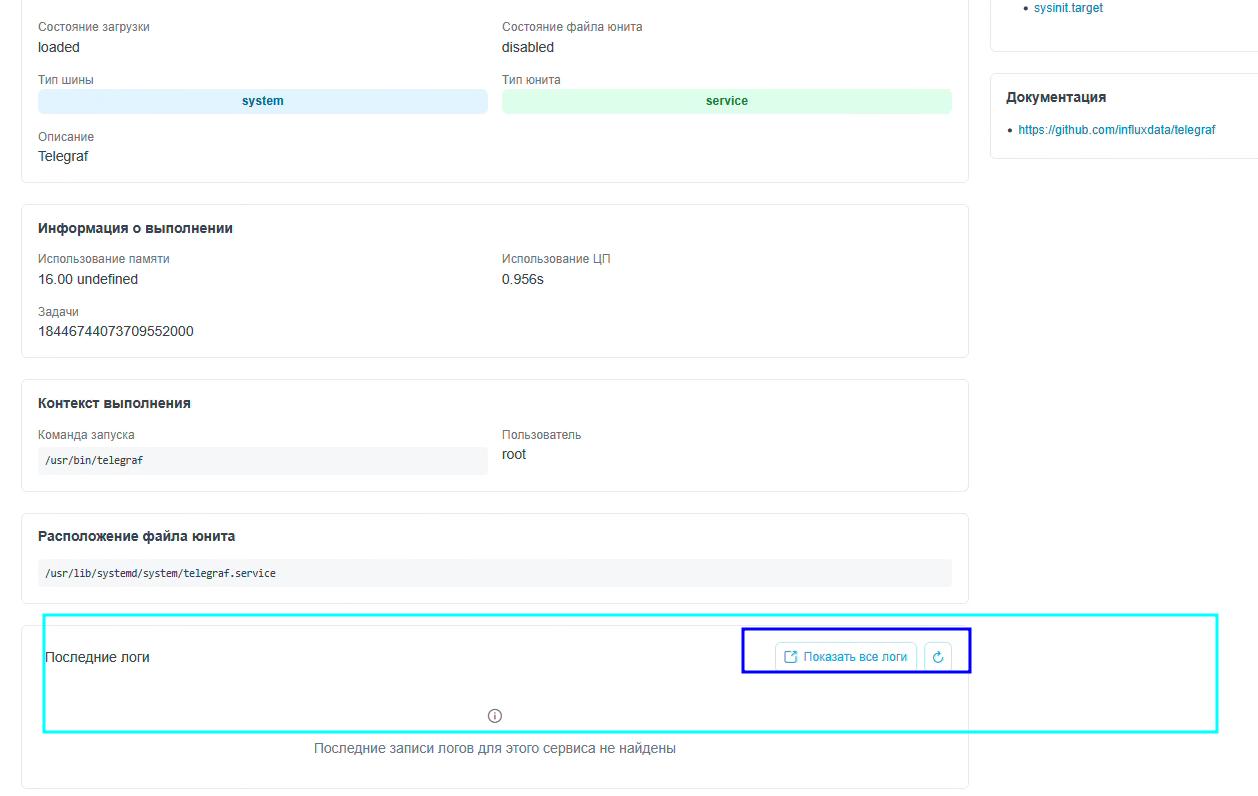 Состояние загрузки
loaded
Состояние файла юнита
disabled
Тип шины
system
Тип юнита
service
Описание
Telegraf
Информация о выполнении
Использование памяти
16.00 undefined
Использование ЦП
0.956s
Задачи
18446744073709552000
Контекст выполнения
Команда запуска
/usr/bin/telegraf
Пользователь
root
Расположение файла юнита
/usr/lib/systemd/system/telegraf.service
Последние логи
Показать все логи
Последние записи логов для этого сервиса не найдены
sysinit.target
Документация
https://github.com/influxdata/telegraf